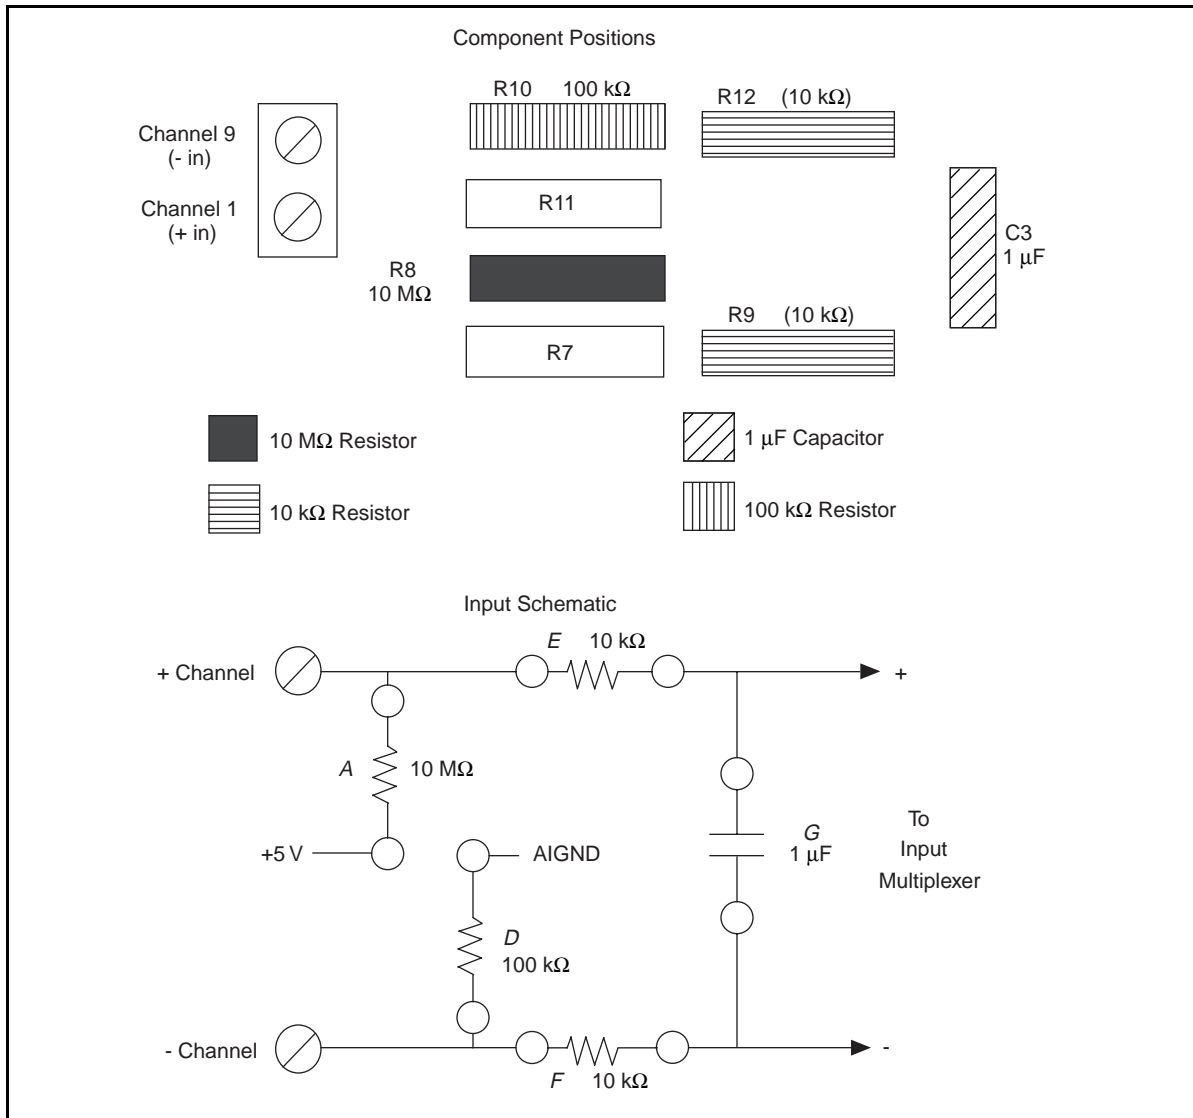 Component Positions
R10 100 kΩ
R12 (10 kΩ)
Channel 9
(- in)
Channel 1
(+ in)
R11
C3
1 µF
R8
10 MΩ
R9 (10 kΩ)
R7
10 MΩ Resistor
1 µF Capacitor
10 kΩ Resistor
100 kΩ Resistor
Input Schematic
E 10 kΩ
+ Channel
+
A 10 MΩ
+5 V
AIGND
G
1 µF
To
Input
Multiplexer
D
100 kΩ
- Channel
-
F 10 kΩ